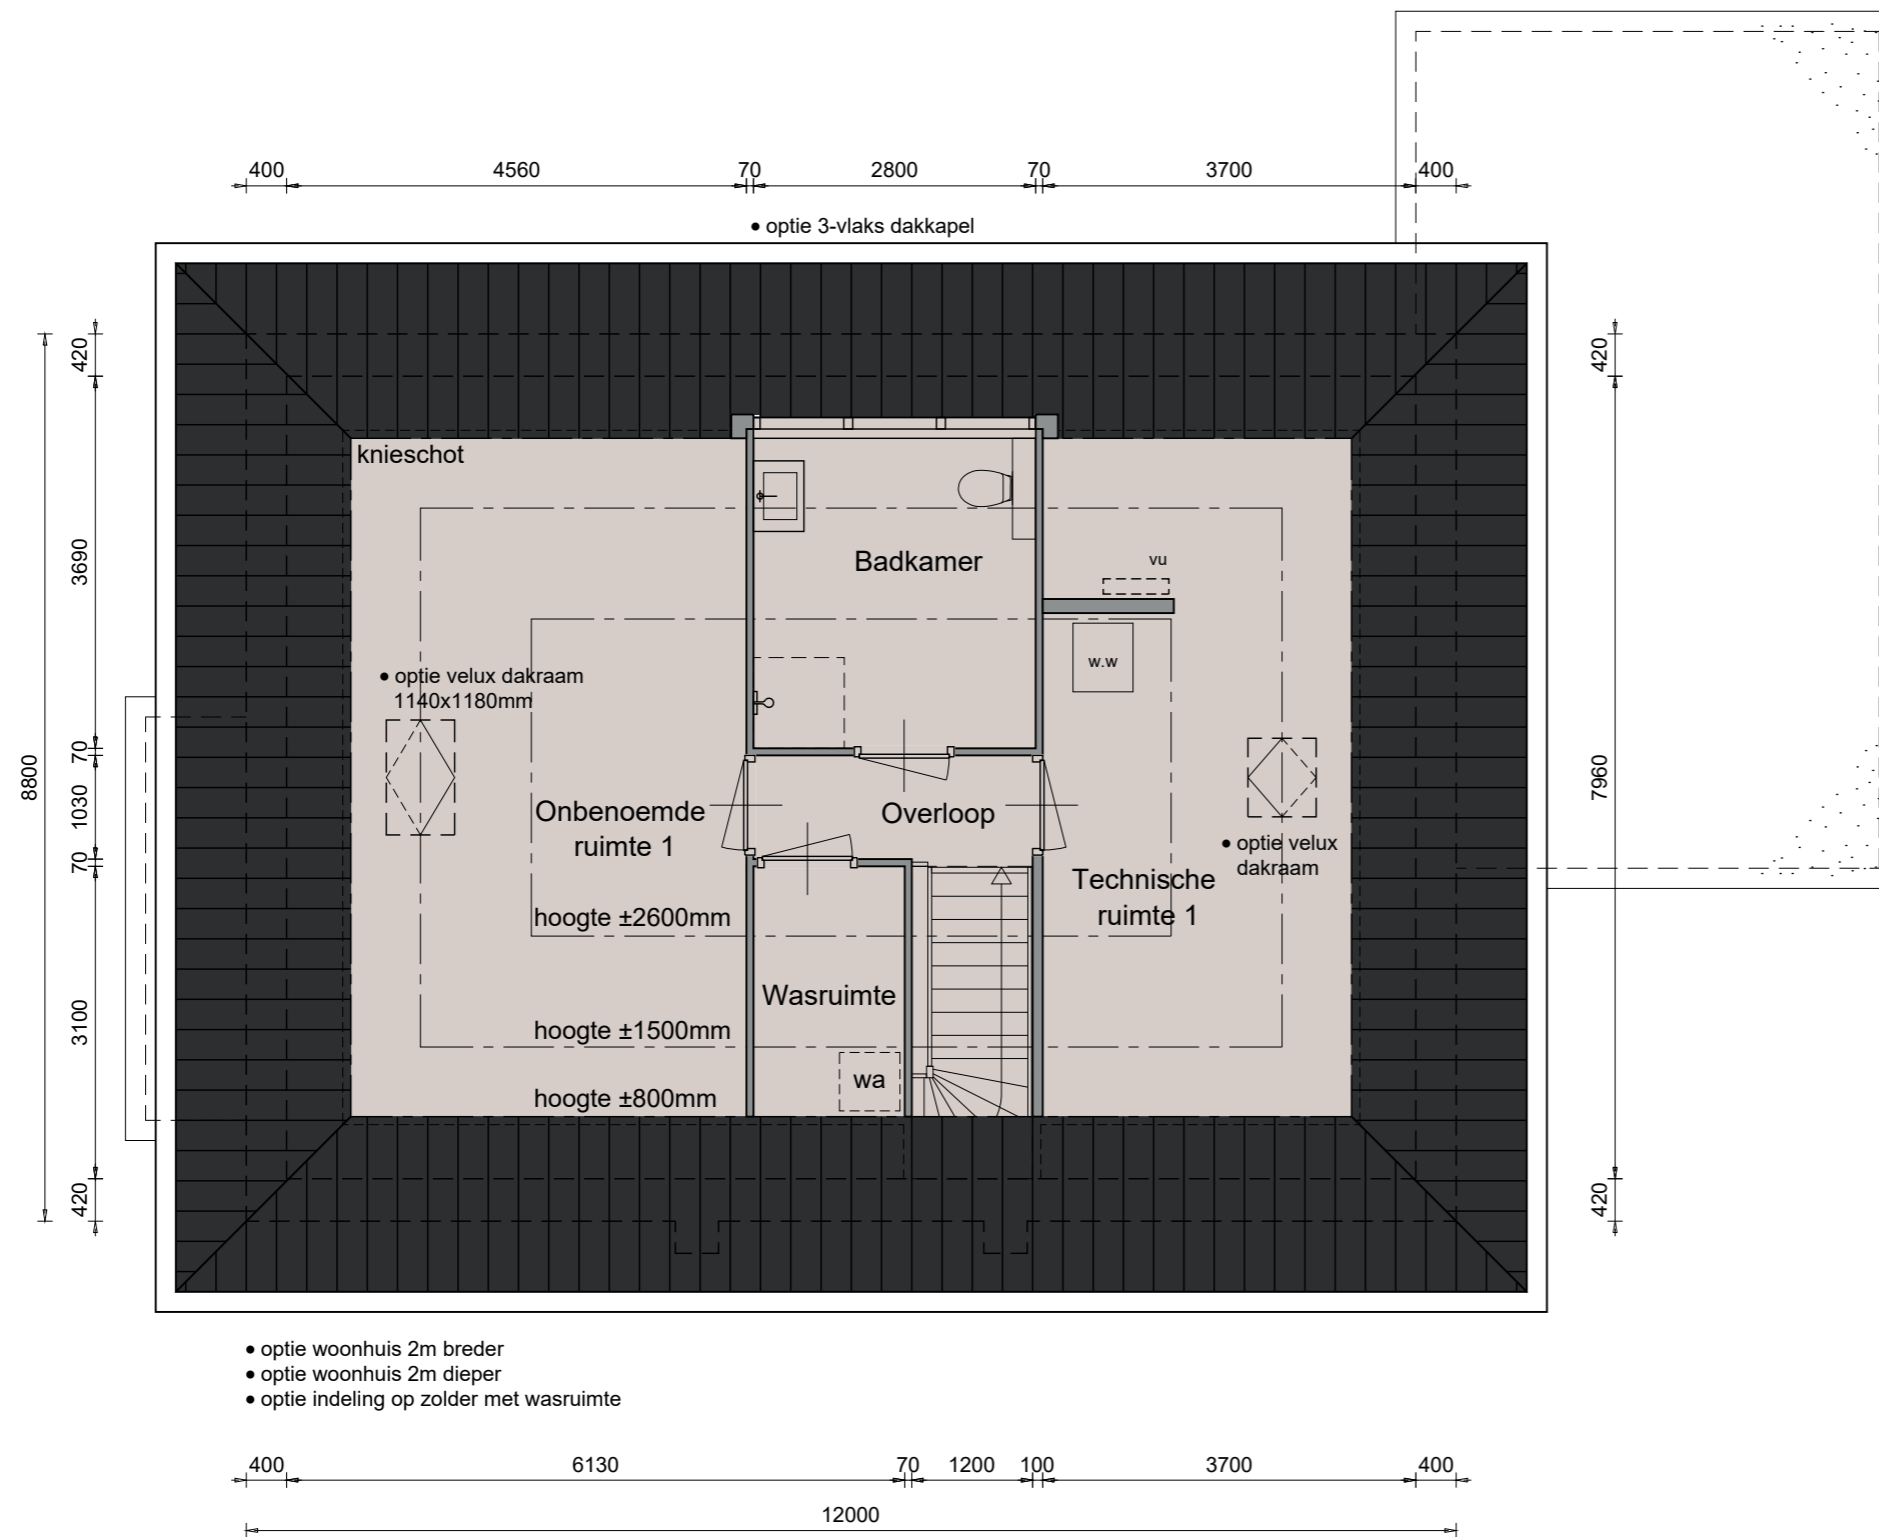 400 4560 70 2800 70 3700 400
• optie 3-vlaks dakkapel
420
420
knieschot
3690
Badkamer
vu
w.w
• optie velux dakraam
1140x1180mm
70
8800
1030
7960
Onbenoemde
ruimte 1
Overloop
70
• optie velux
dakraam
Technische
ruimte 1
hoogte ±2600mm
Wasruimte
3100
hoogte ±1500mm
wa
hoogte ±800mm
420
420
• optie woonhuis 2m breder
• optie woonhuis 2m dieper
• optie indeling op zolder met wasruimte
400 6130 70 1200 100 3700 400
12000